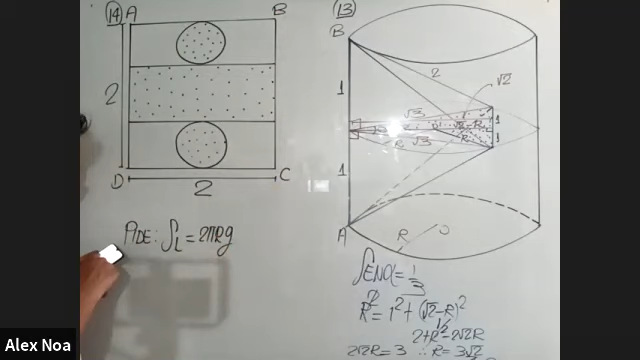 14
A
B
2
D
2
C
PIDE: SL = 2πRg
13
B
2
√2
1
√3
1
1
R
√3
1
A
R
O
SENα = 1/3
R² = 1² + (√2-R)²
2+R²-2√2R
2√2R = 3 ∴ R = 3√2
Alex Noa